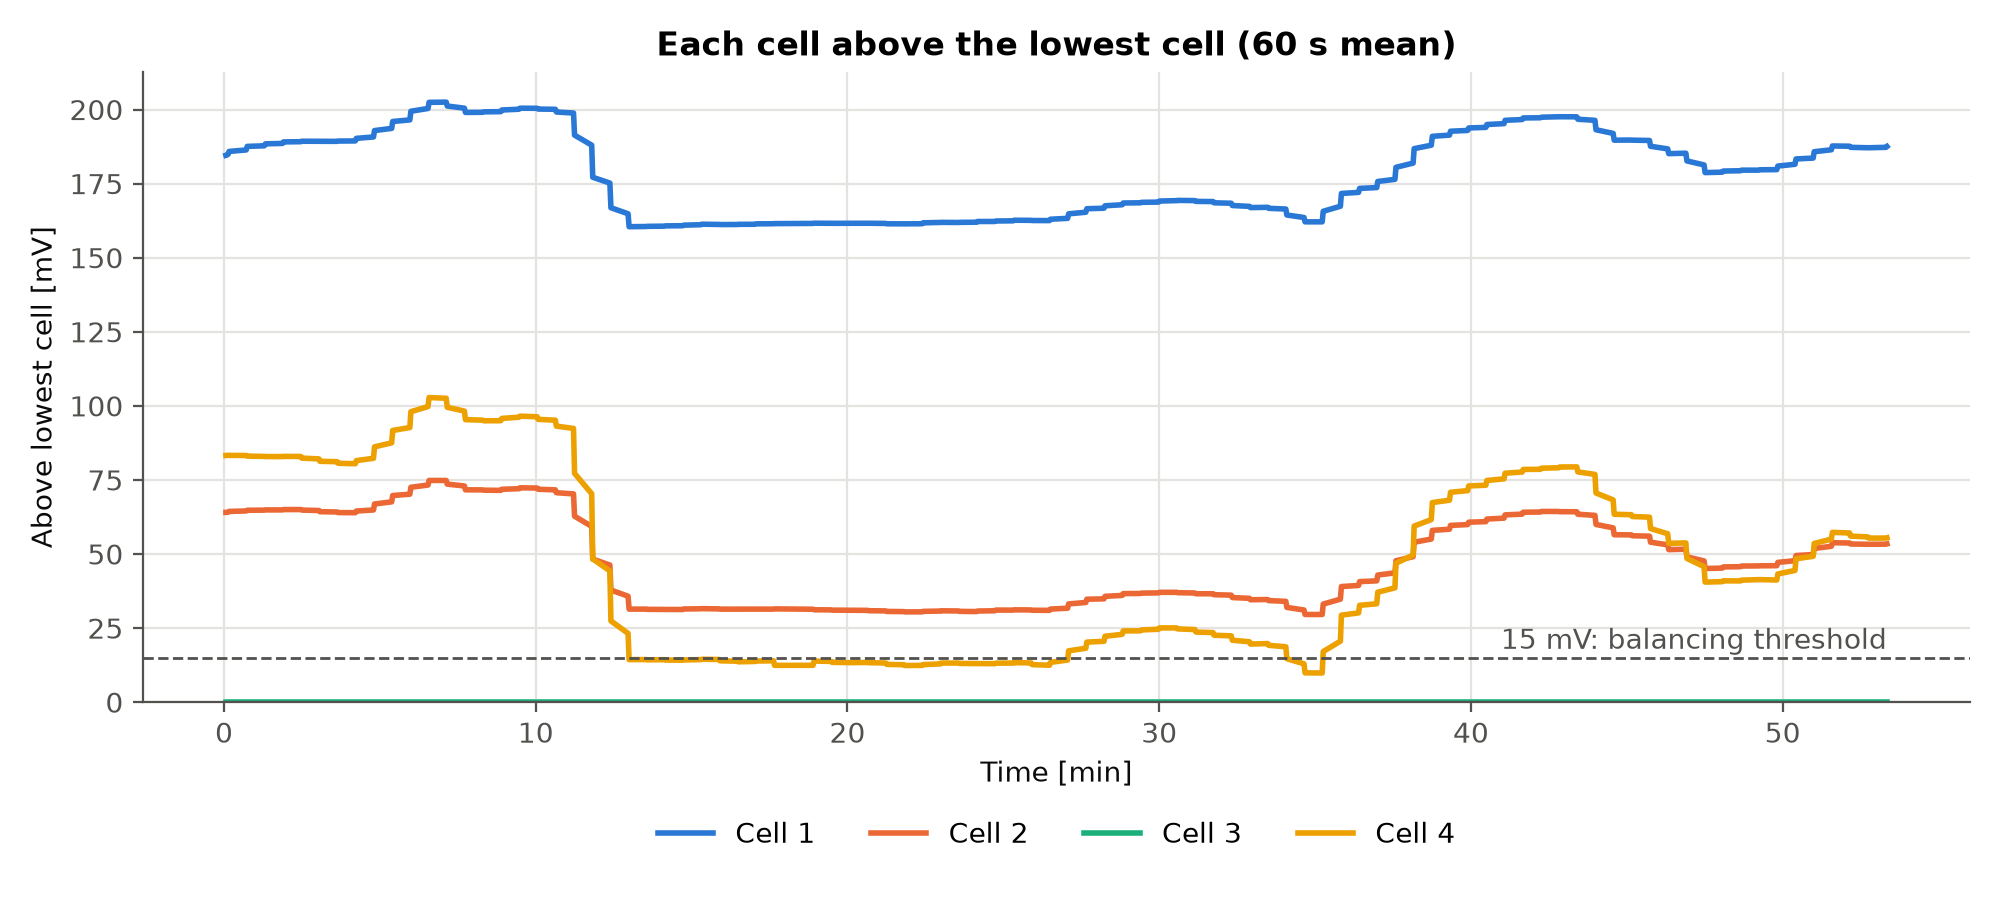 Each cell above the lowest cell (60 s mean)
Above lowest cell [mV]
200
175
150
125
100
75
50
25
0
15 mV: balancing threshold
0 10 20 30 40 50
Time [min]
Cell 1 Cell 2 Cell 3 Cell 4